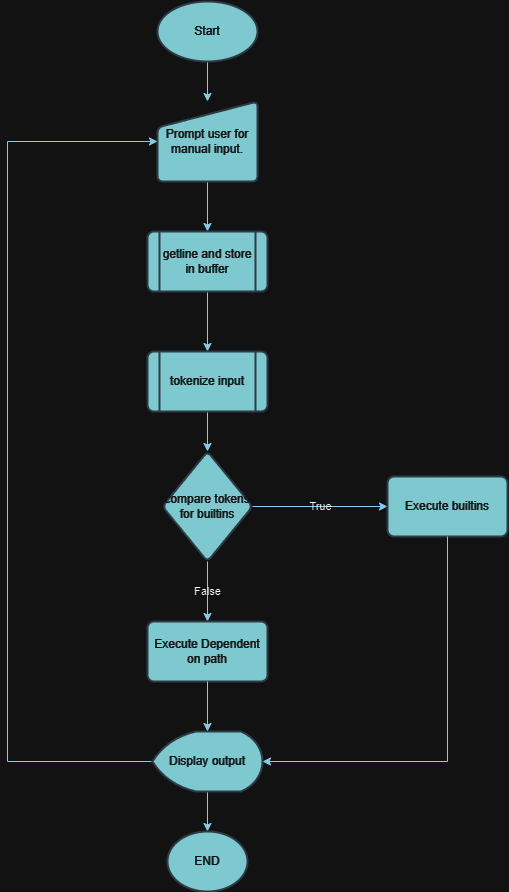 Start
Prompt user for
manual input.
getline and store
in buffer
tokenize input
compare tokens
for builtins
True
Execute builtins
False
Execute Dependent
on path
Display output
END